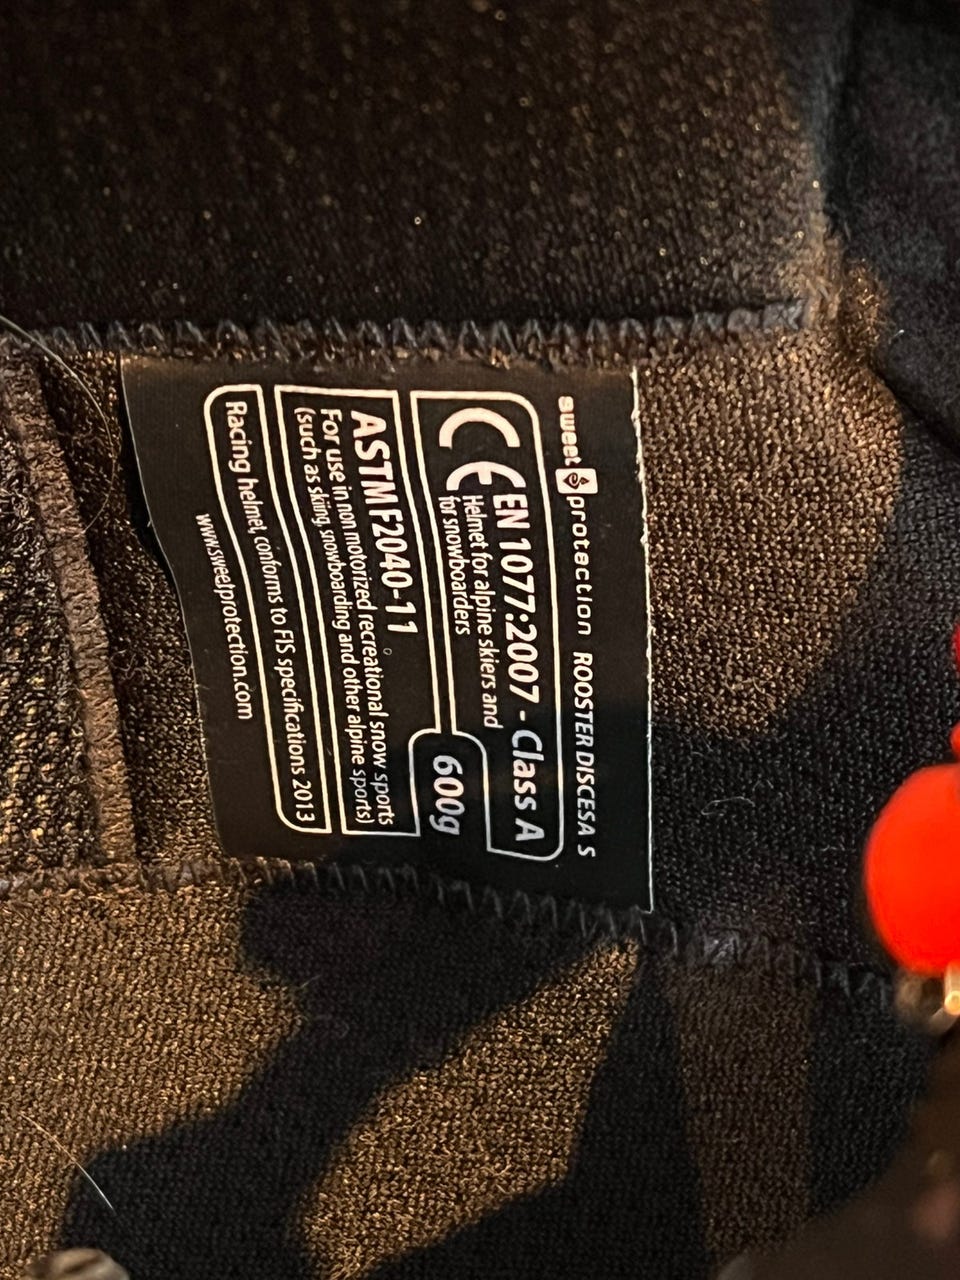 sweet protection ROOSTER DISCESA S
CE EN 1077:2007 - Class A
Helmet for alpine skiers and
for snowboarders
600g
ASTM F2040-11
For use in non motorized recreational snow sports
(such as skiing, snowboarding and other alpine sports)
Racing helmet, conforms to FIS specifications 2013
www.sweetprotection.com